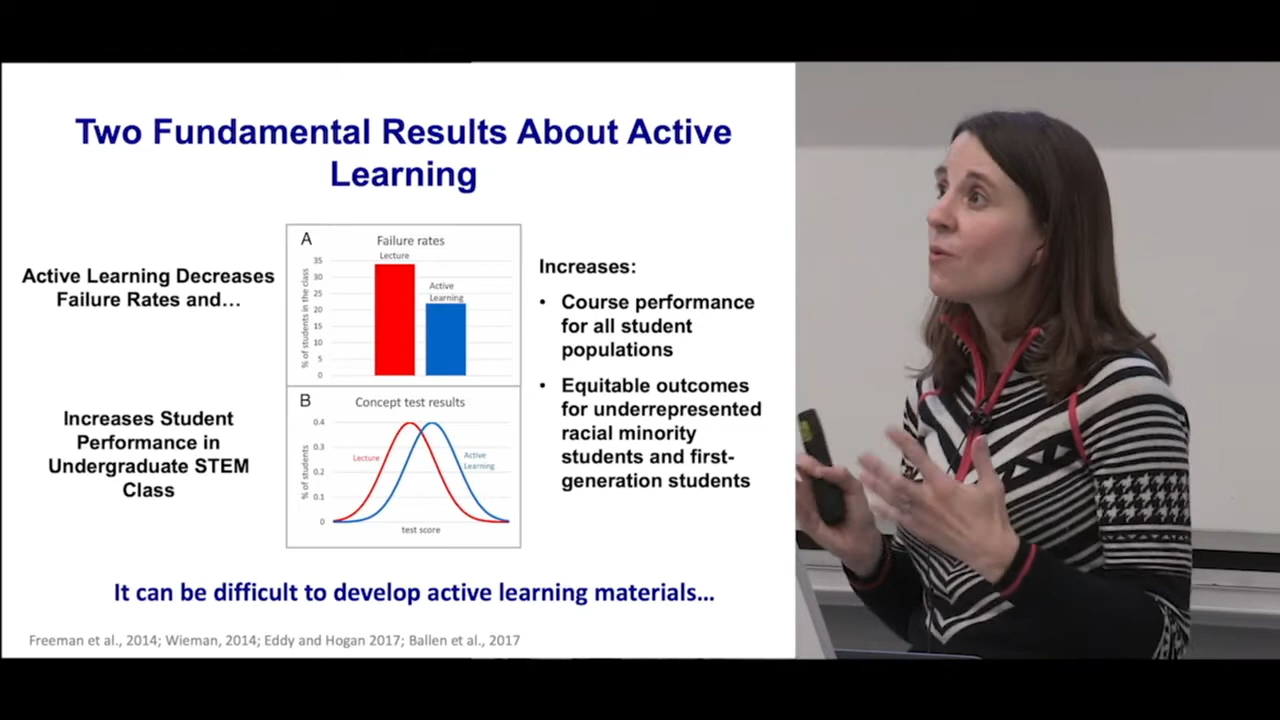 Two Fundamental Results About Active
Learning
Active Learning Decreases
Failure Rates and…
A
Failure rates
Lecture
Active
Learning
% of students in the class
35
30
25
20
15
10
5
0
Increases Student
Performance in
Undergraduate STEM
Class
B
Concept test results
Lecture
Active
Learning
% of students
0.4
0.3
0.2
0.1
0
test score
Increases:
• Course performance
for all student
populations
• Equitable outcomes
for underrepresented
racial minority
students and first-
generation students
It can be difficult to develop active learning materials…
Freeman et al., 2014; Wieman, 2014; Eddy and Hogan 2017; Ballen et al., 2017